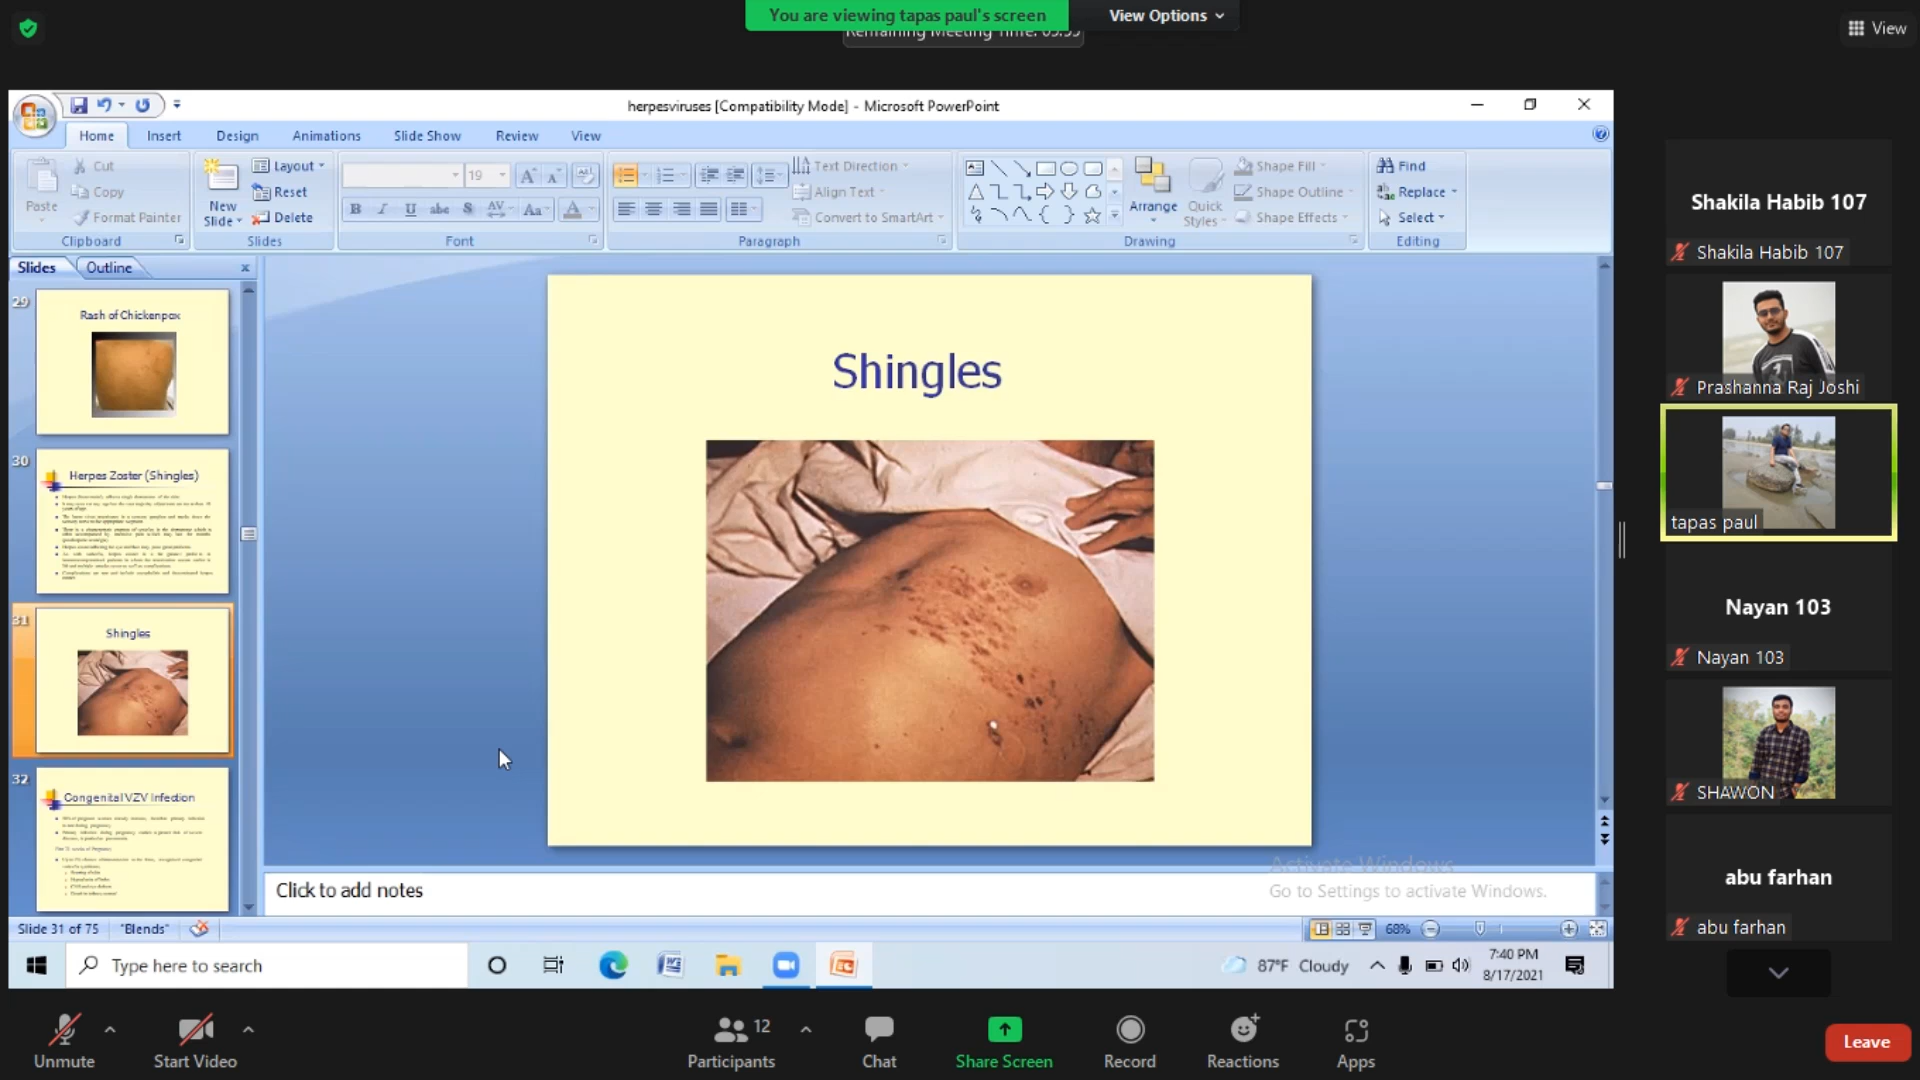 You are viewing tapas paul's screen
View Options
View
herpesviruses [Compatibility Mode] - Microsoft PowerPoint
Home Insert Design Animations Slide Show Review View
Cut
Layout
19
Text Direction
Shape Fill
Find
Copy
Reset
Align Text
Shape Outline
Replace
Paste
New Slide
Arrange
Quick Styles
Format Painter
Delete
Convert to SmartArt
Shape Effects
Select
Clipboard Slides Font Paragraph Drawing Editing
Slides Outline
29
Rash of Chickenpox
30
Herpes Zoster (Shingles)
31
Shingles
32
Congenital VZV Infection
Shingles
Click to add notes
Activate Windows
Go to Settings to activate Windows.
Slide 31 of 75
"Blends"
68%
Type here to search
87°F Cloudy
7:40 PM
8/17/2021
Shakila Habib 107
Shakila Habib 107
Prashanna Raj Joshi
tapas paul
Nayan 103
Nayan 103
SHAWON
abu farhan
abu farhan
Unmute
Start Video
12
Participants
Chat
Share Screen
Record
Reactions
Apps
Leave